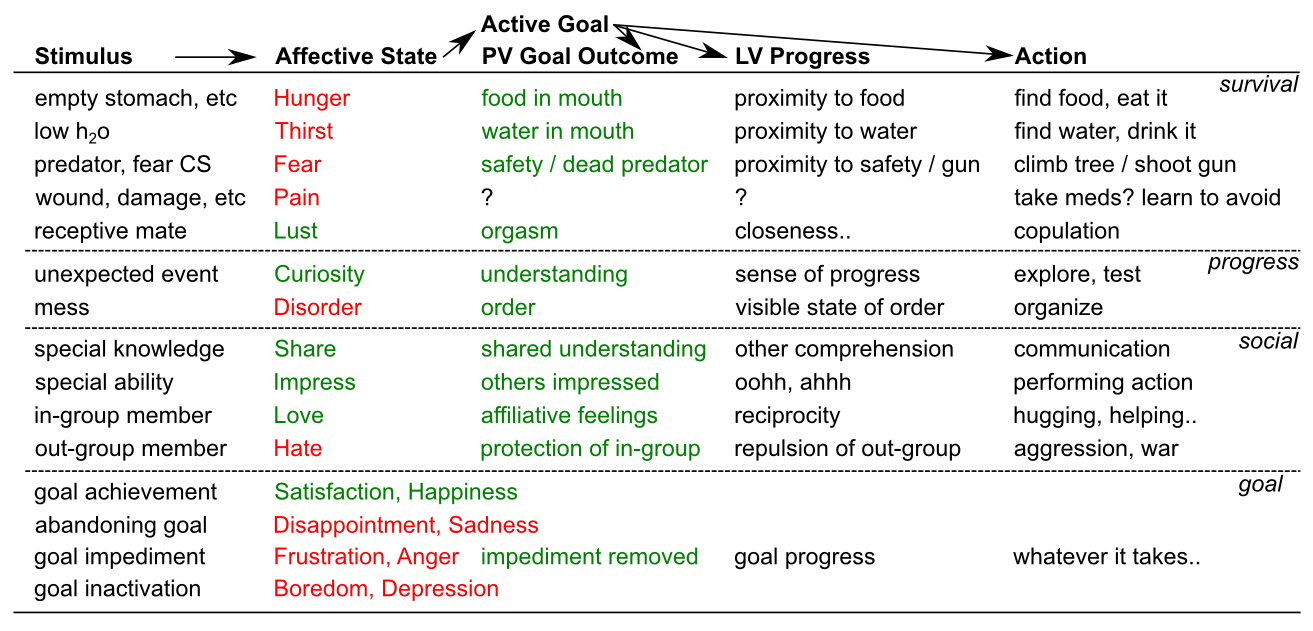 Active Goal
Stimulus Affective State PV Goal Outcome LV Progress Action
survival
empty stomach, etc Hunger food in mouth proximity to food find food, eat it
low h₂o Thirst water in mouth proximity to water find water, drink it
predator, fear CS Fear safety / dead predator proximity to safety / gun climb tree / shoot gun
wound, damage, etc Pain ? ? take meds? learn to avoid
receptive mate Lust orgasm closeness.. copulation
progress
unexpected event Curiosity understanding sense of progress explore, test
mess Disorder order visible state of order organize
social
special knowledge Share shared understanding other comprehension communication
special ability Impress others impressed oohh, ahhh performing action
in-group member Love affiliative feelings reciprocity hugging, helping..
out-group member Hate protection of in-group repulsion of out-group aggression, war
goal
goal achievement Satisfaction, Happiness
abandoning goal Disappointment, Sadness
goal impediment Frustration, Anger impediment removed goal progress whatever it takes..
goal inactivation Boredom, Depression